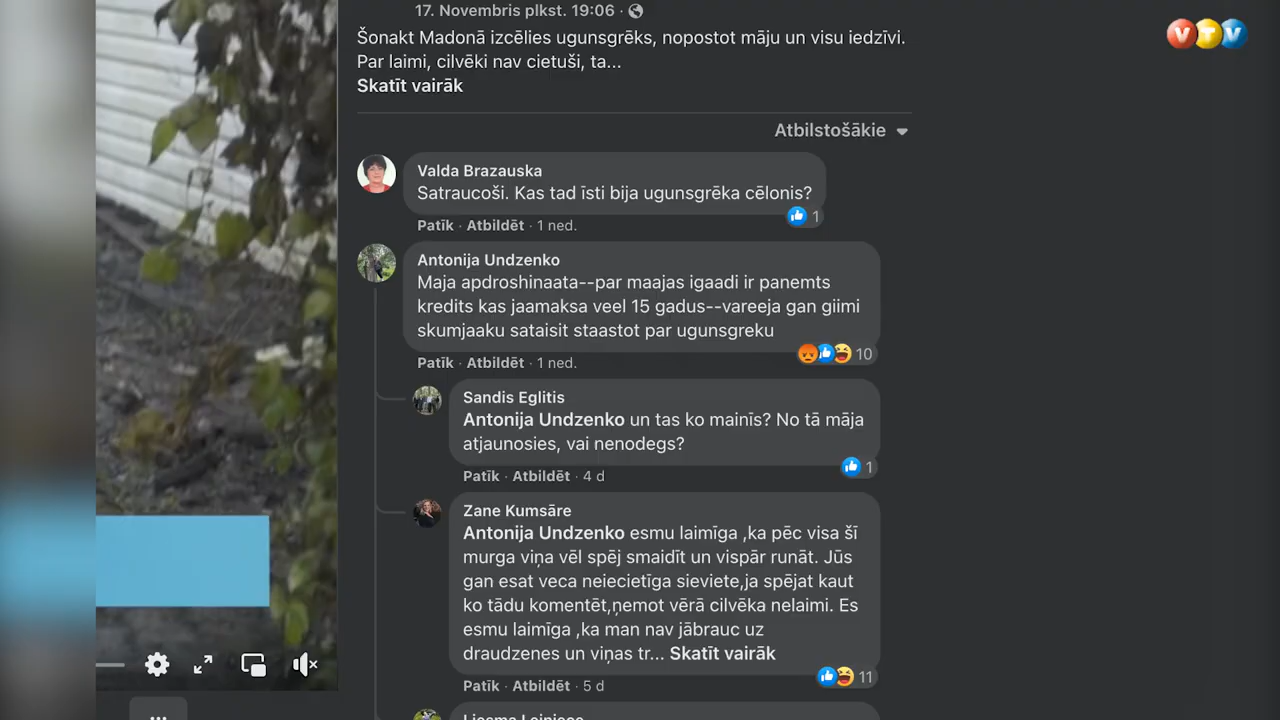 17. Novembris plkst. 19:06 ·
VTV
Šonakt Madonā izcēlies ugunsgrēks, nopostot māju un visu iedzīvi.
Par laimi, cilvēki nav cietuši, ta...
Skatīt vairāk
Atbilstošākie
Valda Brazauska
Satraucoši. Kas tad īsti bija ugunsgrēka cēlonis?
1
Patīk · Atbildēt · 1 ned.
Antonija Undzenko
Maja apdroshinaata--par maajas igaadi ir panemts
kredits kas jaamaksa veel 15 gadus--vareeja gan giimi
skumjaaku sataisit staastot par ugunsgreku
10
Patīk · Atbildēt · 1 ned.
Sandis Eglitis
Antonija Undzenko un tas ko mainīs? No tā māja
atjaunosies, vai nenodegs?
1
Patīk · Atbildēt · 4 d
Zane Kumsāre
Antonija Undzenko esmu laimīga ,ka pēc visa šī
murga viņa vēl spēj smaidīt un vispār runāt. Jūs
gan esat veca neiecietīga sieviete,ja spējat kaut
ko tādu komentēt,ņemot vērā cilvēka nelaimi. Es
esmu laimīga ,ka man nav jābrauc uz
draudzenes un viņas tr... Skatīt vairāk
11
Patīk · Atbildēt · 5 d